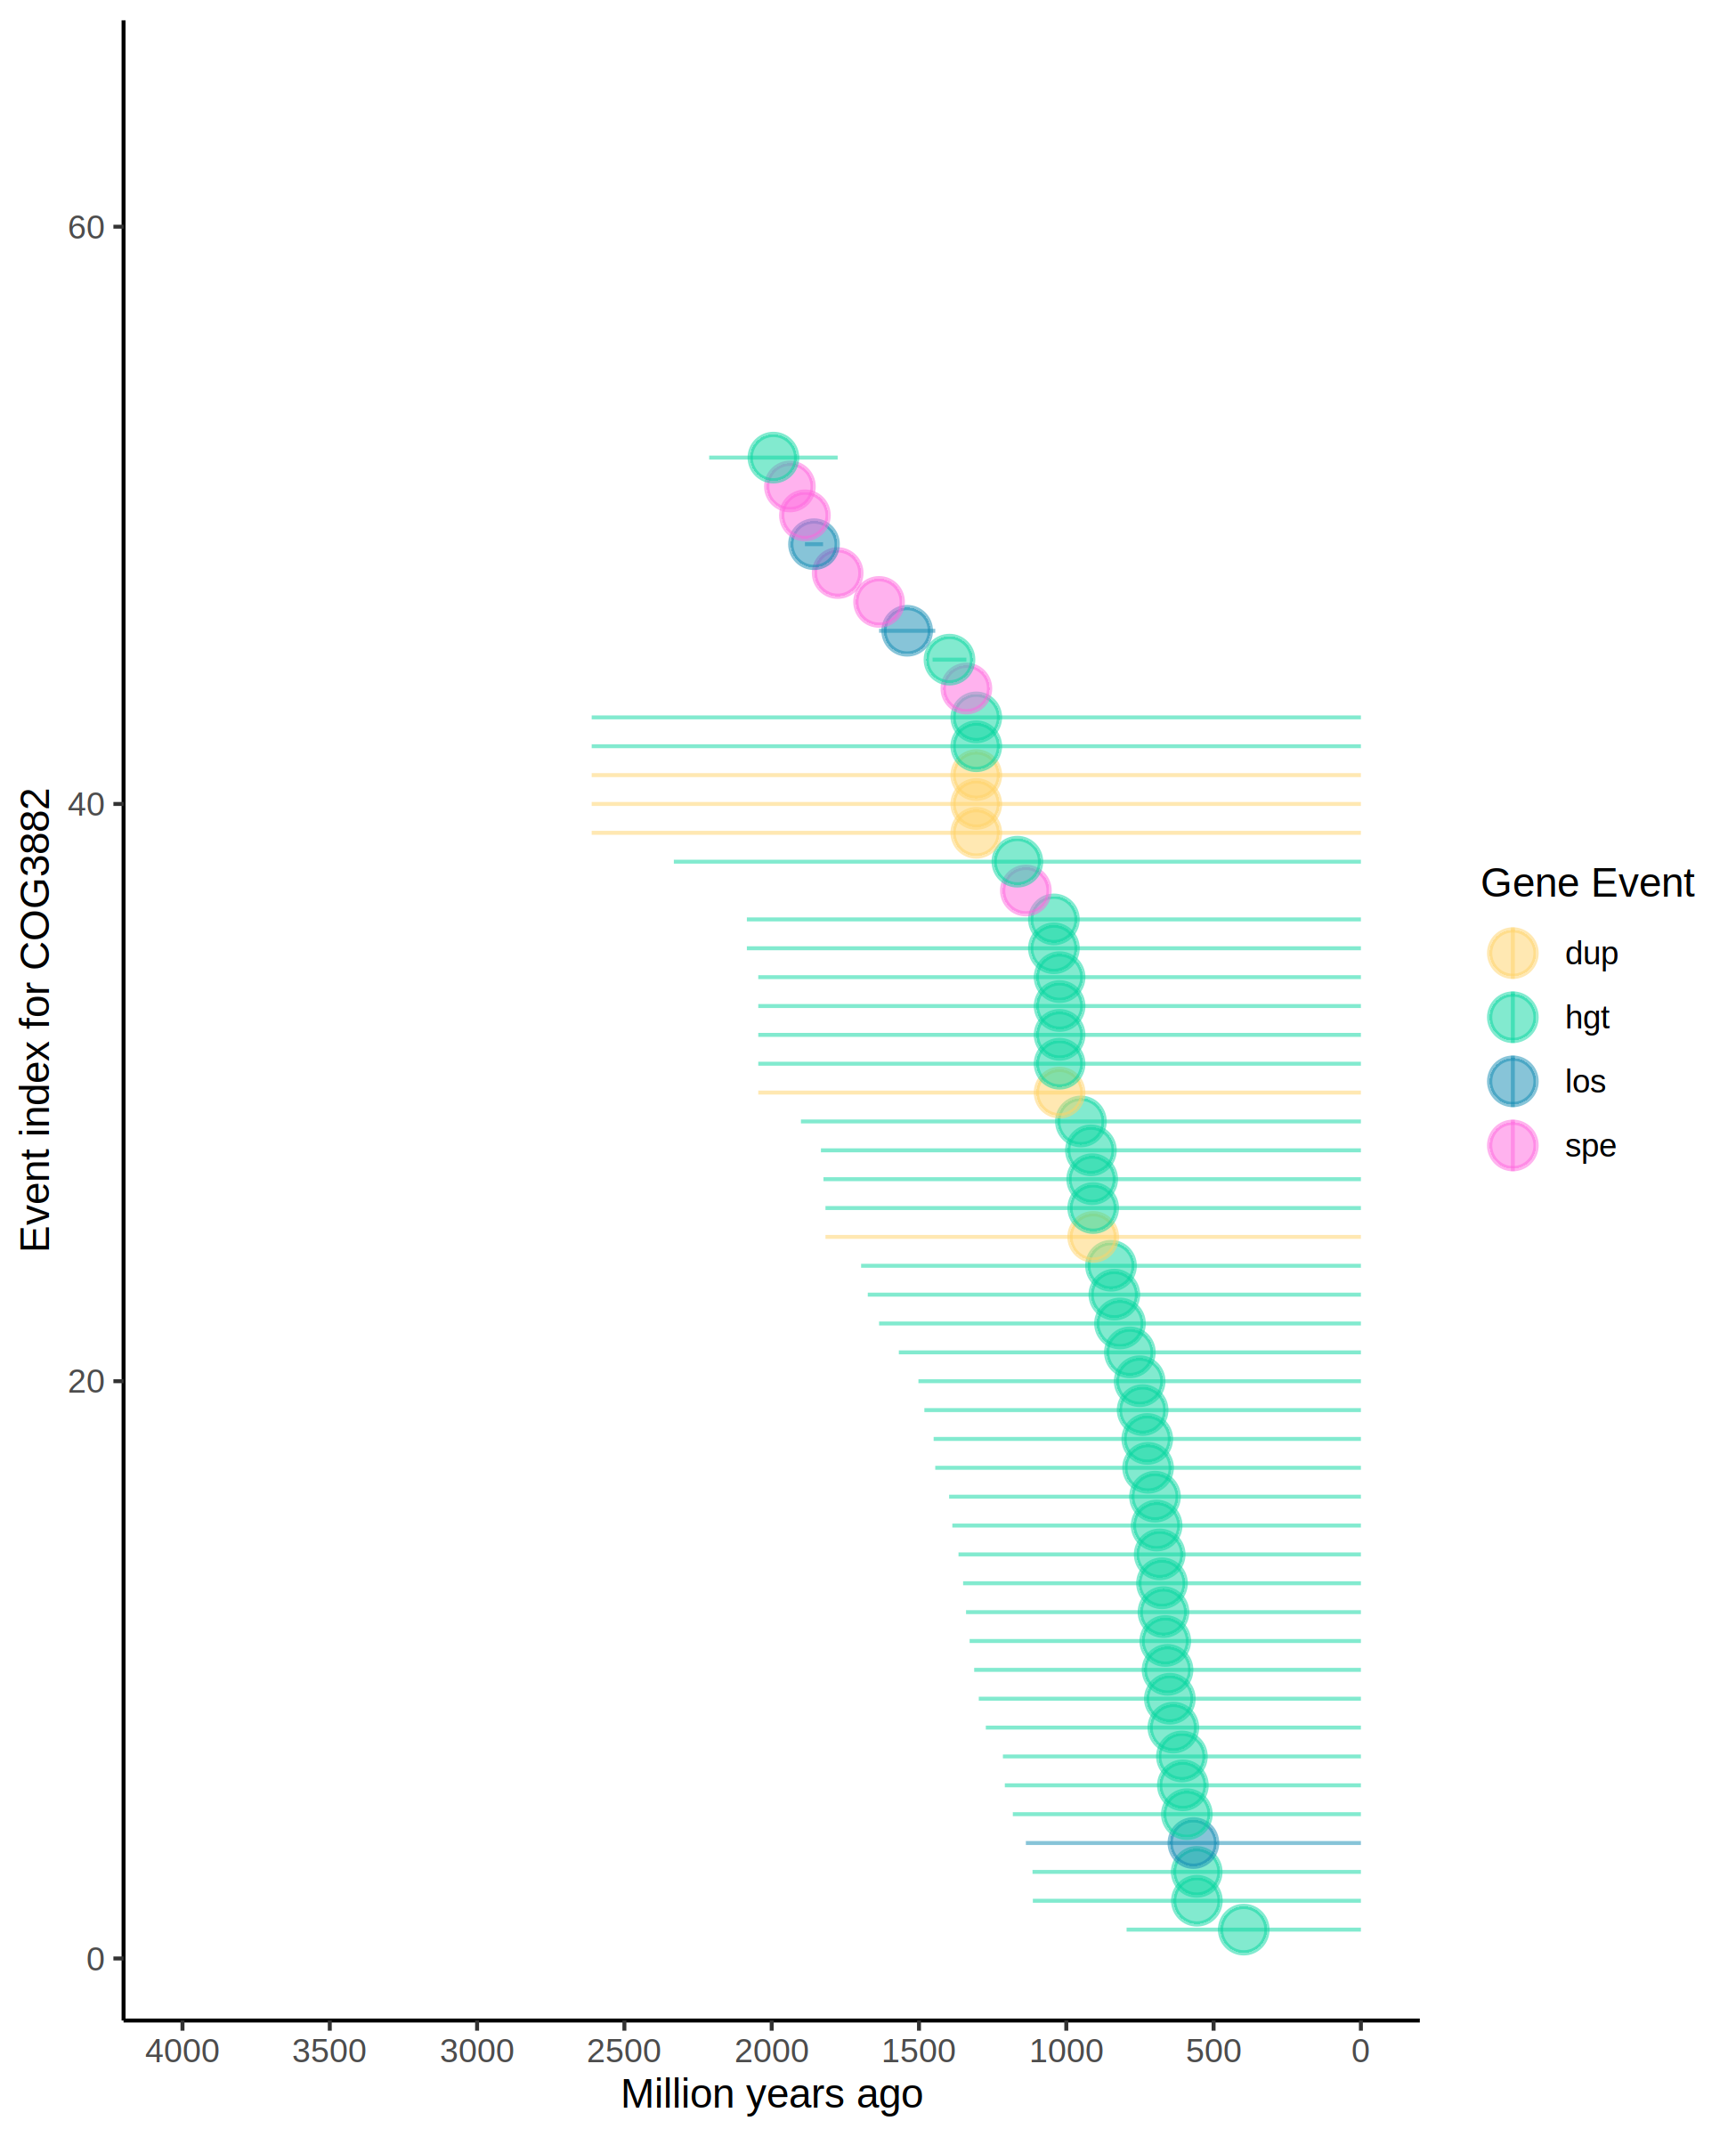 Event index for COG3882
60
40
20
0
4000 3500 3000 2500 2000 1500 1000 500 0
Million years ago
Gene Event
dup
hgt
los
spe